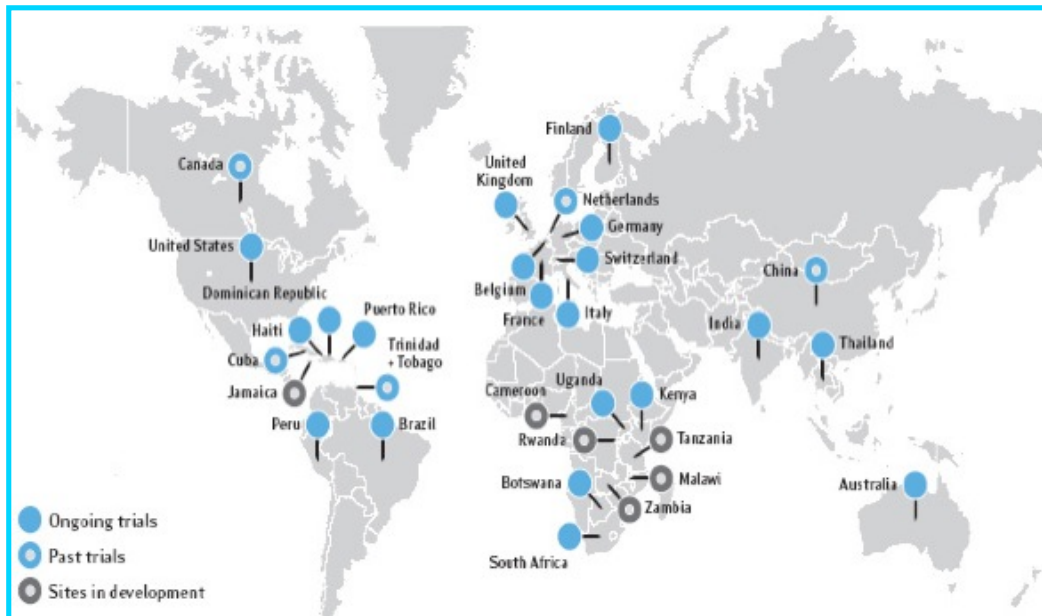 Finland
United
Kingdom
Canada
Netherlands
Germany
United States
Switzerland
China
Dominican Republic
Belgium
Puerto Rico
France
Italy
India
Haiti
Thailand
Trinidad
+ Tobago
Cuba
Jamaica
Cameroon
Uganda
Kenya
Peru
Brazil
Rwanda
Tanzania
Botswana
Malawi
Australia
Zambia
Ongoing trials
Past trials
South Africa
Sites in development